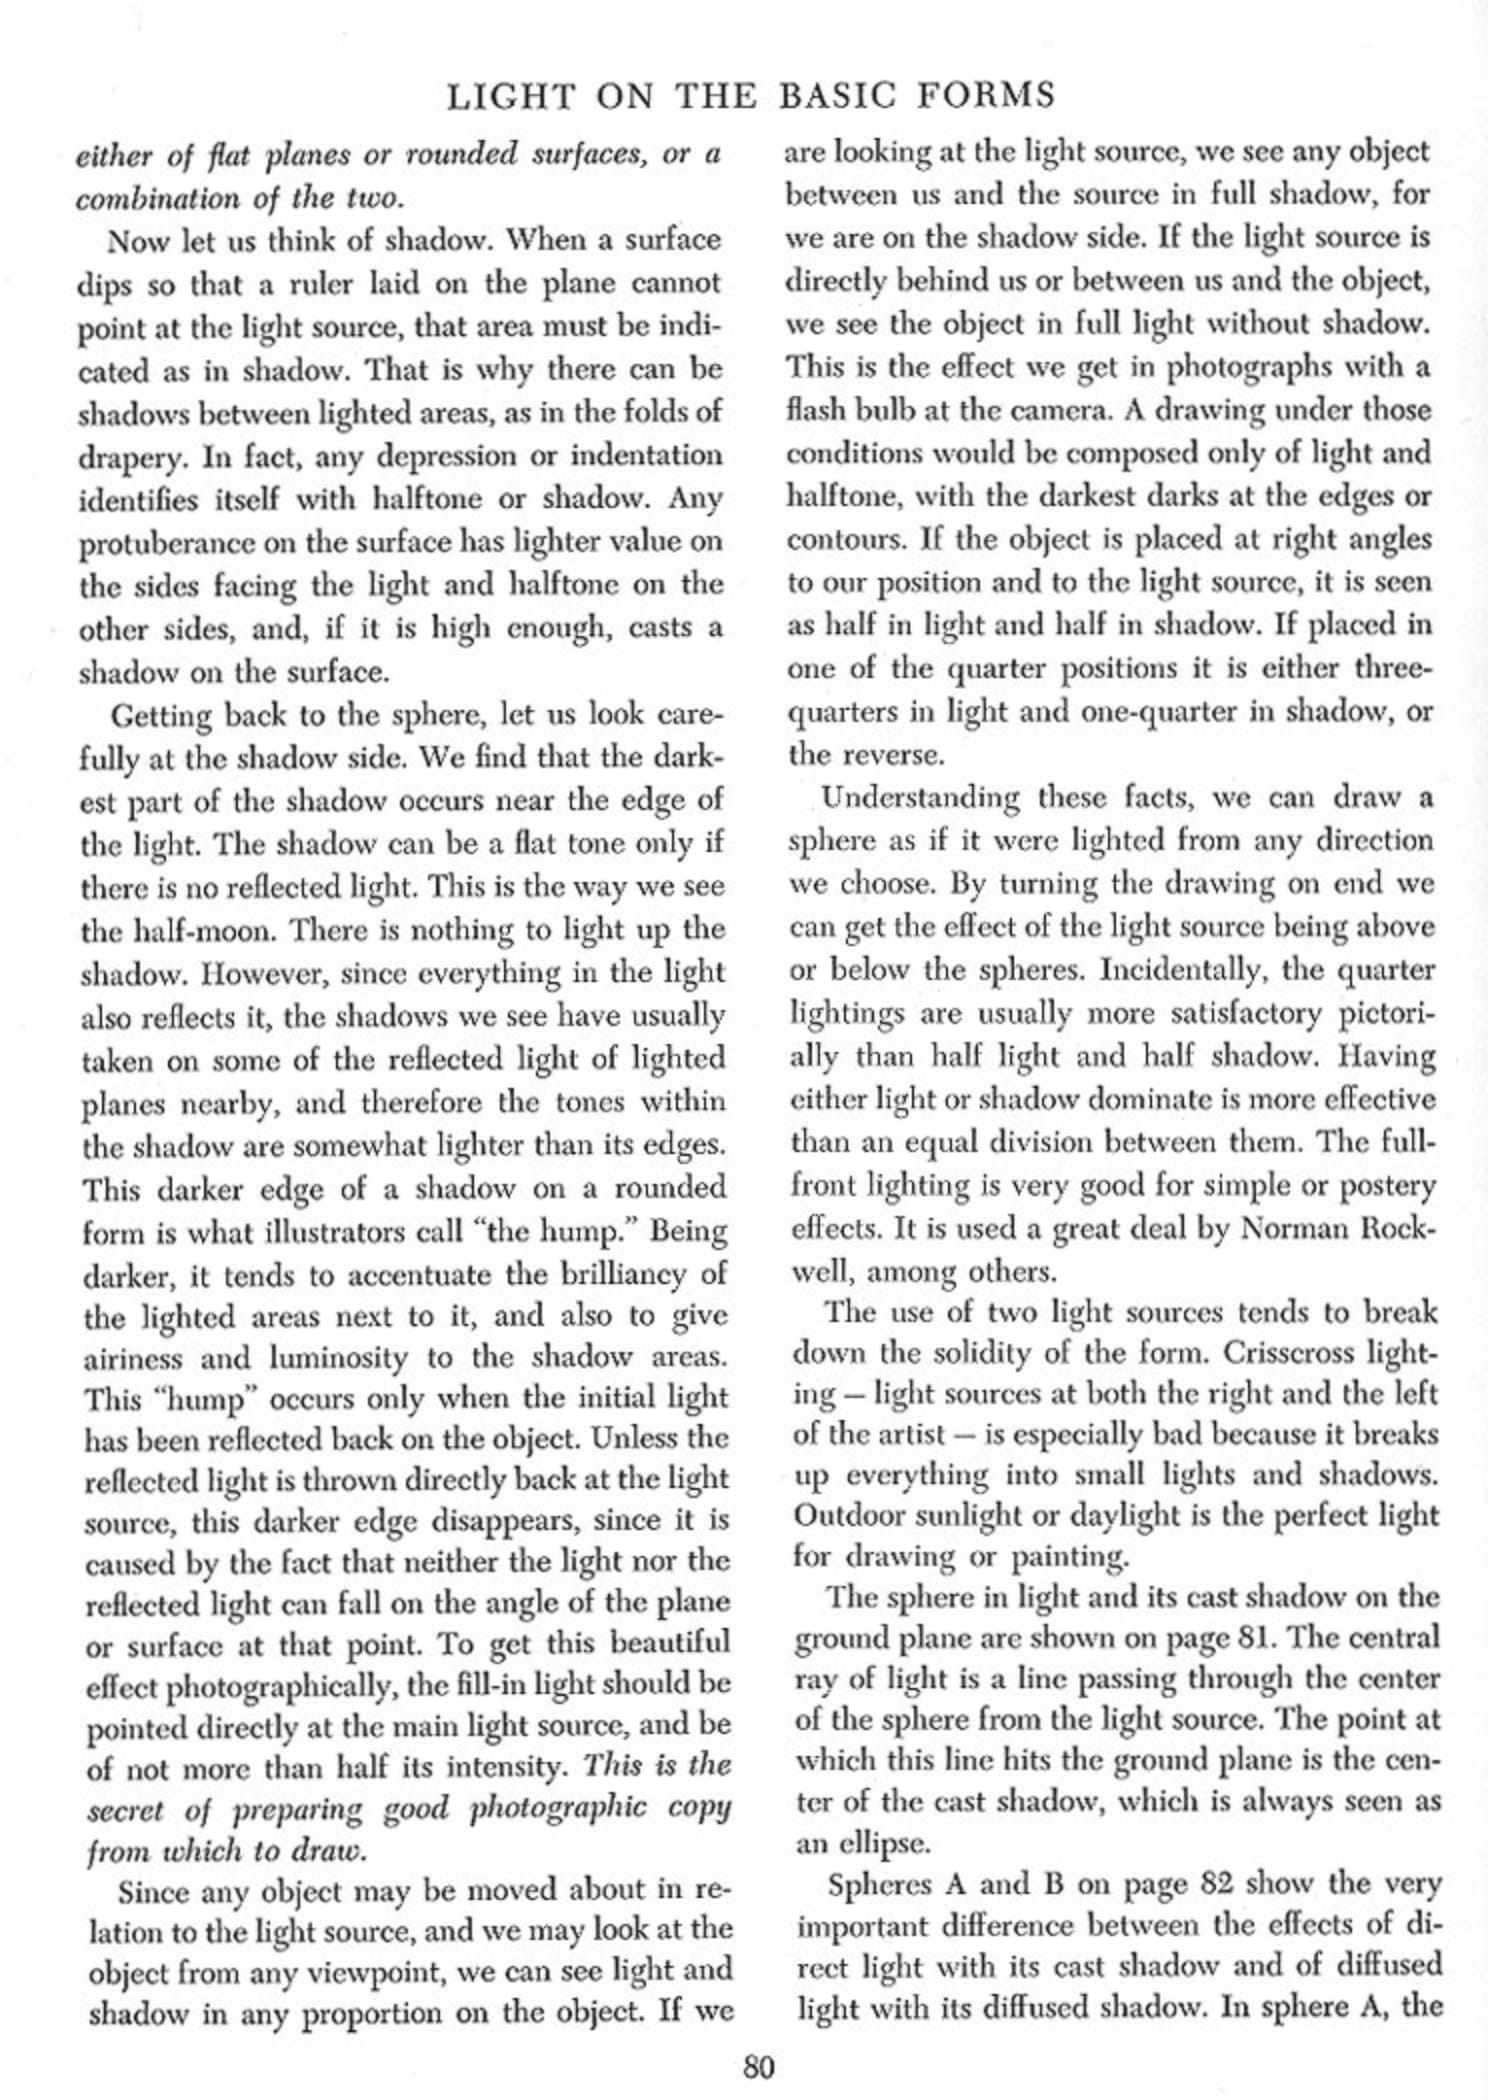 LIGHT ON THE BASIC FORMS
either of flat planes or rounded surfaces, or a
combination of the two.
Now let us think of shadow. When a surface
dips so that a ruler laid on the plane cannot
point at the light source, that area must be indi-
cated as in shadow. That is why there can be
shadows between lighted areas, as in the folds of
drapery. In fact, any depression or indentation
identifies itself with halftone or shadow. Any
protuberance on the surface has lighter value on
the sides facing the light and halftone on the
other sides, and, if it is high enough, casts a
shadow on the surface.
Getting back to the sphere, let us look care-
fully at the shadow side. We find that the dark-
est part of the shadow occurs near the edge of
the light. The shadow can be a flat tone only if
there is no reflected light. This is the way we see
the half-moon. There is nothing to light up the
shadow. However, since everything in the light
also reflects it, the shadows we see have usually
taken on some of the reflected light of lighted
planes nearby, and therefore the tones within
the shadow are somewhat lighter than its edges.
This darker edge of a shadow on a rounded
form is what illustrators call “the hump.” Being
darker, it tends to accentuate the brilliancy of
the lighted areas next to it, and also to give
airiness and luminosity to the shadow areas.
This “hump” occurs only when the initial light
has been reflected back on the object. Unless the
reflected light is thrown directly back at the light
source, this darker edge disappears, since it is
caused by the fact that neither the light nor the
reflected light can fall on the angle of the plane
or surface at that point. To get this beautiful
effect photographically, the fill-in light should be
pointed directly at the main light source, and be
of not more than half its intensity. This is the
secret of preparing good photographic copy
from which to draw.
Since any object may be moved about in re-
lation to the light source, and we may look at the
object from any viewpoint, we can see light and
shadow in any proportion on the object. If we
are looking at the light source, we see any object
between us and the source in full shadow, for
we are on the shadow side. If the light source is
directly behind us or between us and the object,
we see the object in full light without shadow.
This is the effect we get in photographs with a
flash bulb at the camera. A drawing under those
conditions would be composed only of light and
halftone, with the darkest darks at the edges or
contours. If the object is placed at right angles
to our position and to the light source, it is seen
as half in light and half in shadow. If placed in
one of the quarter positions it is either three-
quarters in light and one-quarter in shadow, or
the reverse.
Understanding these facts, we can draw a
sphere as if it were lighted from any direction
we choose. By turning the drawing on end we
can get the effect of the light source being above
or below the spheres. Incidentally, the quarter
lightings are usually more satisfactory pictori-
ally than half light and half shadow. Having
either light or shadow dominate is more effective
than an equal division between them. The full-
front lighting is very good for simple or postery
effects. It is used a great deal by Norman Rock-
well, among others.
The use of two light sources tends to break
down the solidity of the form. Crisscross light-
ing — light sources at both the right and the left
of the artist — is especially bad because it breaks
up everything into small lights and shadows.
Outdoor sunlight or daylight is the perfect light
for drawing or painting.
The sphere in light and its cast shadow on the
ground plane are shown on page 81. The central
ray of light is a line passing through the center
of the sphere from the light source. The point at
which this line hits the ground plane is the cen-
ter of the cast shadow, which is always seen as
an ellipse.
Spheres A and B on page 82 show the very
important difference between the effects of di-
rect light with its cast shadow and of diffused
light with its diffused shadow. In sphere A, the
80